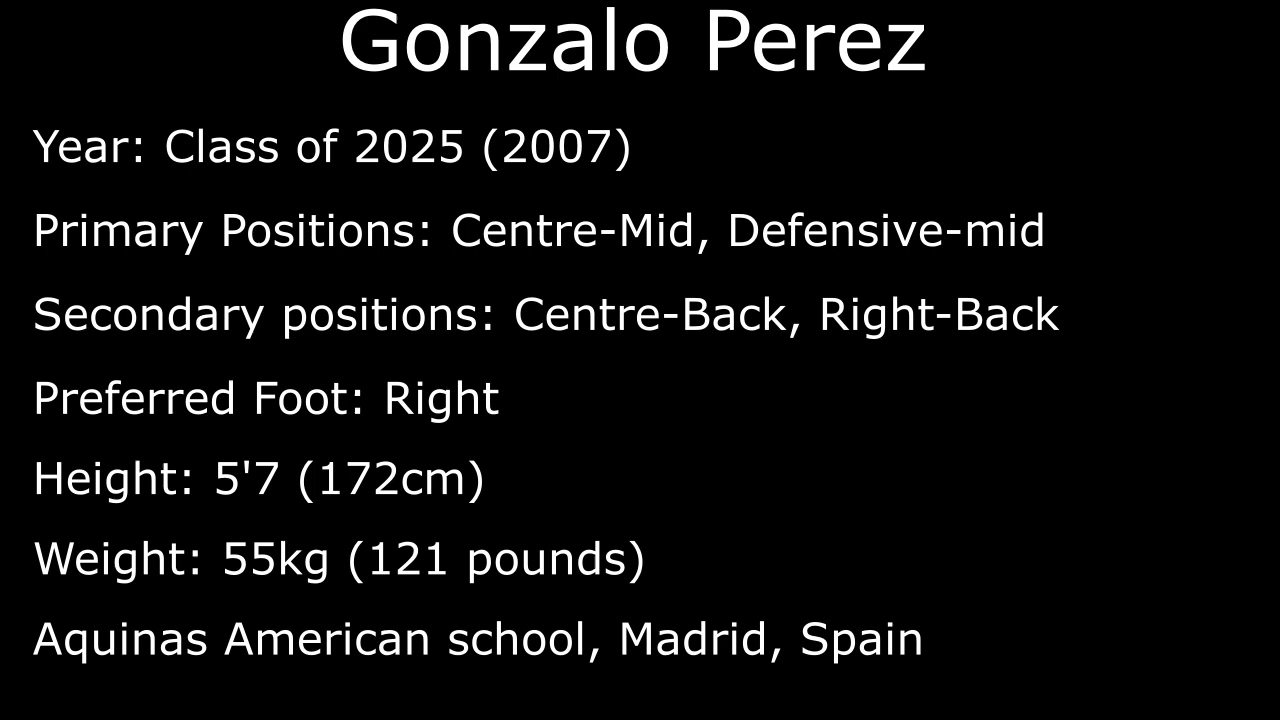 Gonzalo Perez
Year: Class of 2025 (2007)
Primary Positions: Centre-Mid, Defensive-mid
Secondary positions: Centre-Back, Right-Back
Preferred Foot: Right
Height: 5'7 (172cm)
Weight: 55kg (121 pounds)
Aquinas American school, Madrid, Spain